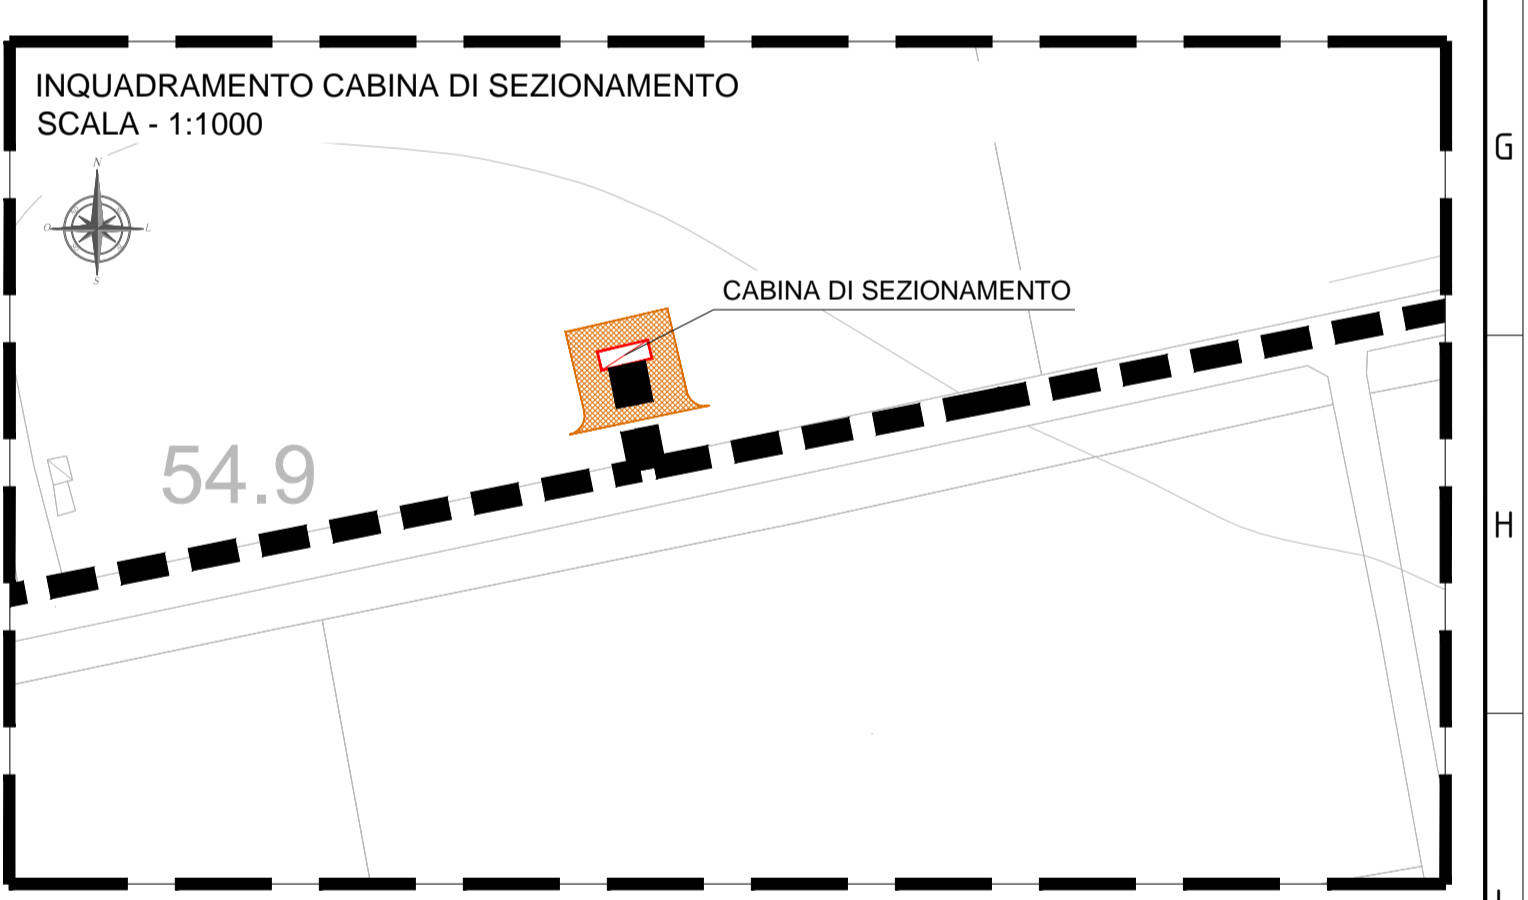 INQUADRAMENTO CABINA DI SEZIONAMENTO
SCALA - 1:1000
N
O
L
S
CABINA DI SEZIONAMENTO
54.9
G
H